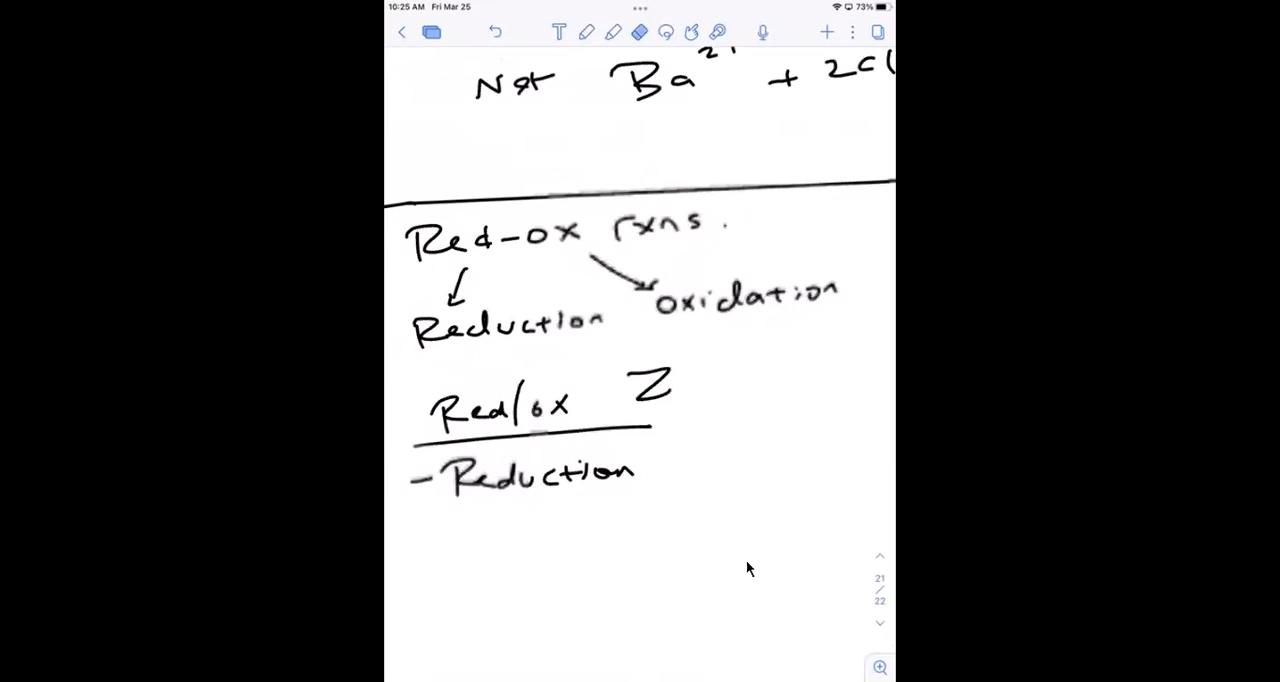 10:25 AM Fri Mar 25 73%
Net Ba²⁺ + 2Cl
Red-ox rxns.
Reduction oxidation
Red/ox
- Reduction
21
/
22